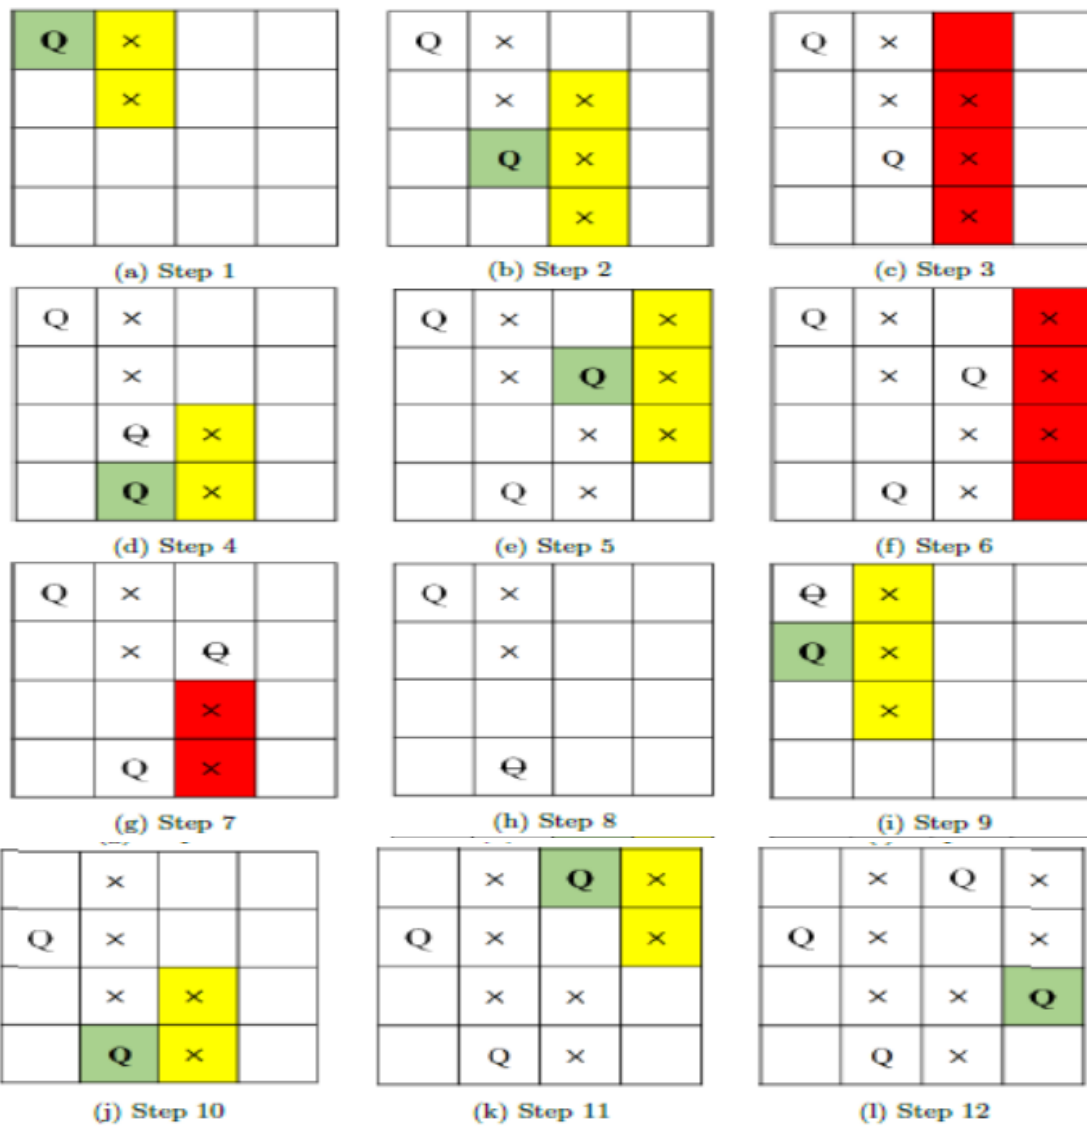 Q × Q × Q ×
× × × × ×
Q × Q ×
× ×
(a) Step 1 (b) Step 2 (c) Step 3
Q × Q × × Q × ×
× × Q × × Q ×
Q × × × × ×
Q × Q × Q ×
(d) Step 4 (e) Step 5 (f) Step 6
Q × Q × Q ×
× Q × Q ×
× ×
Q × Q
(g) Step 7 (h) Step 8 (i) Step 9
× × Q × × Q ×
Q × Q × × Q × ×
× × × × × × Q
Q × Q × Q ×
(j) Step 10 (k) Step 11 (l) Step 12